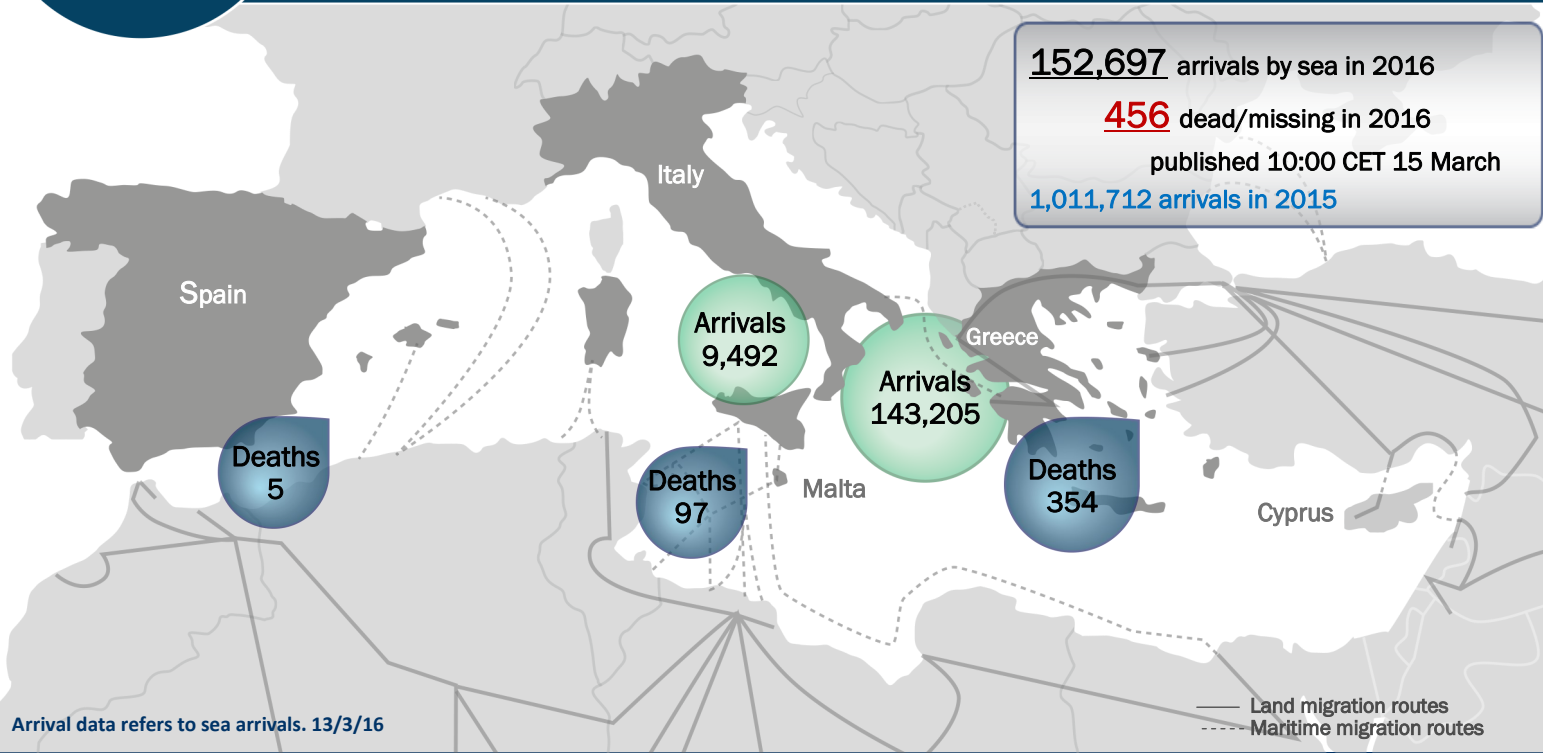 152,697 arrivals by sea in 2016
456 dead/missing in 2016
published 10:00 CET 15 March
1,011,712 arrivals in 2015
Italy
Spain
Arrivals
9,492
Greece
Arrivals
143,205
Deaths
5
Deaths
97
Malta
Deaths
354
Cyprus
Arrival data refers to sea arrivals. 13/3/16
Land migration routes
Maritime migration routes